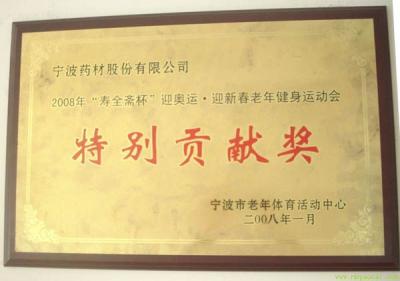 宁波药材股份有限公司
2008年“寿全斋杯”迎奥运·迎新春老年健身运动会
特别贡献奖
宁波市老年体育活动中心
二00八年一月